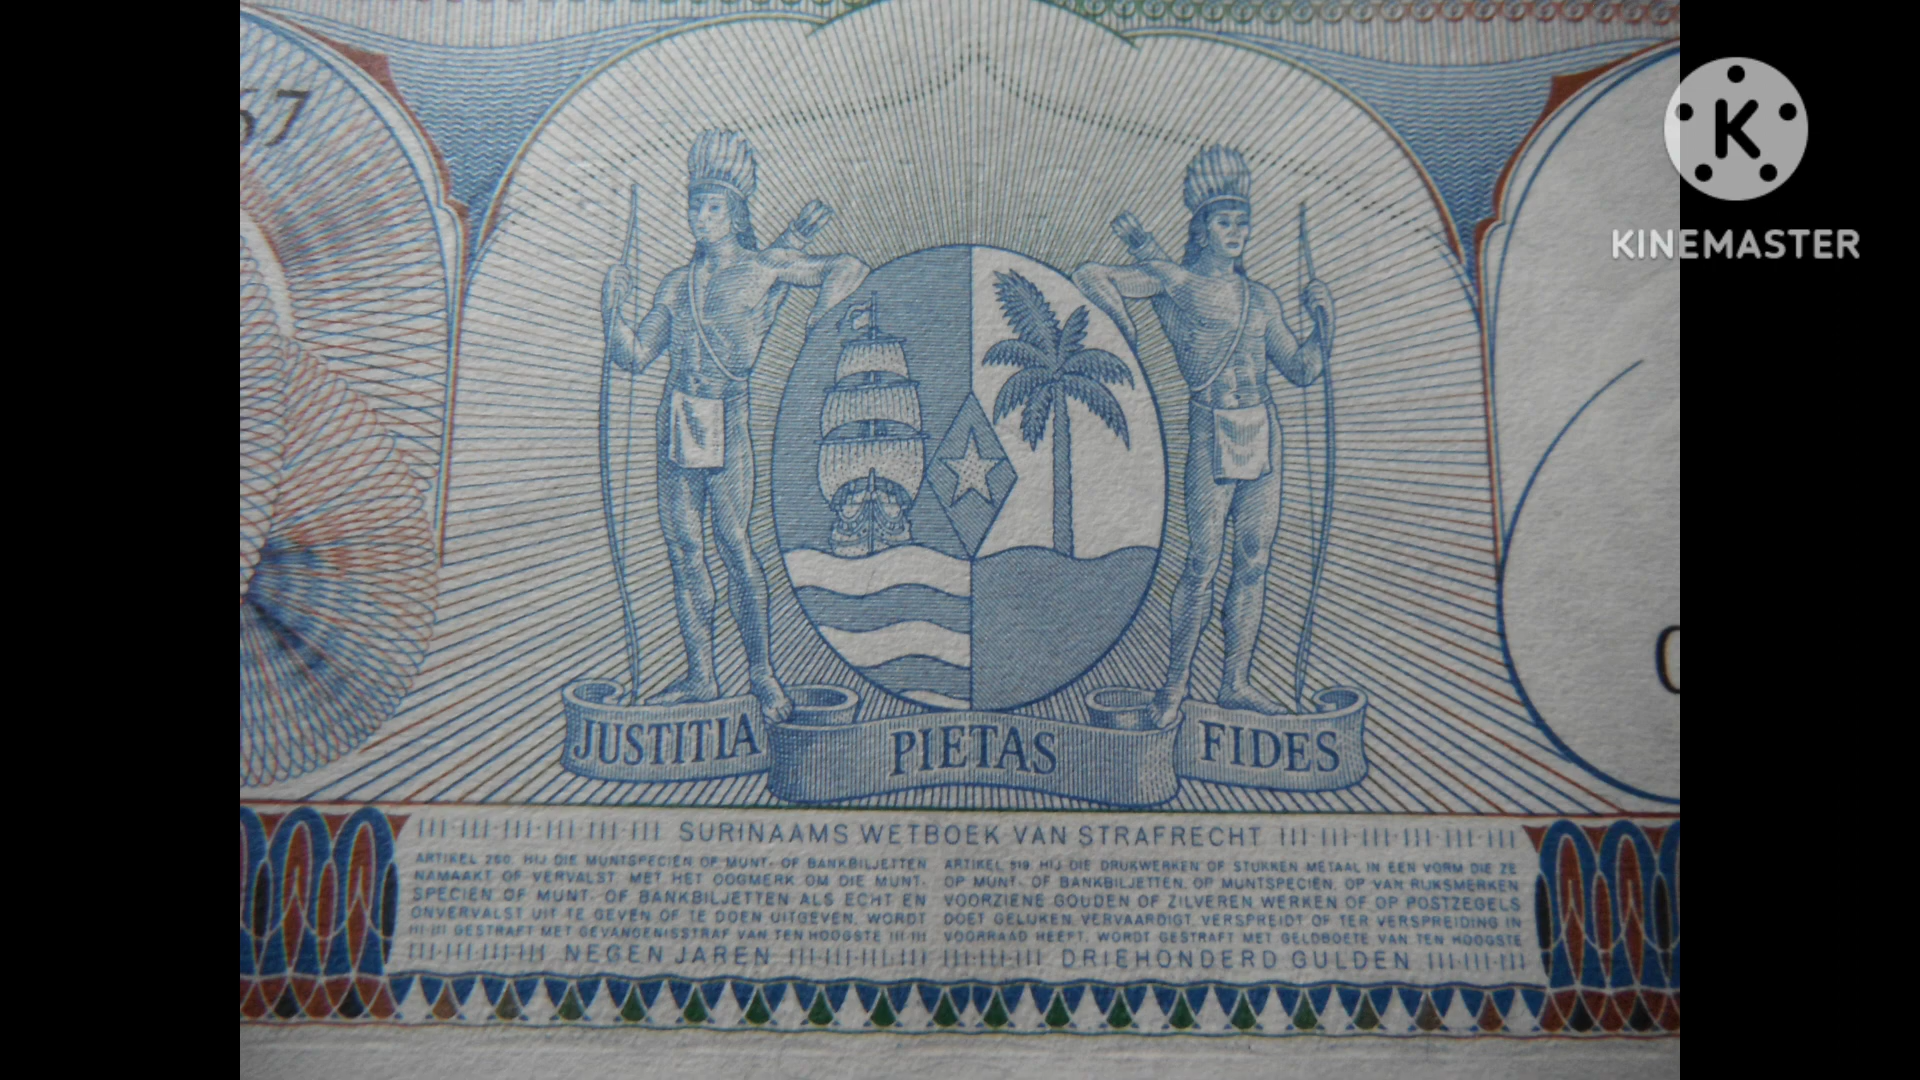 57
K
KINEMASTER
JUSTITIA PIETAS FIDES
SURINAAMS WETBOEK VAN STRAFRECHT
ARTIKEL 260. HIJ DIE MUNTSPECIEN OF MUNT- OF BANKBILJETTEN
NAMAAKT OF VERVALST MET HET OOGMERK OM DIE MUNT-
SPECIEN OF MUNT- OF BANKBILJETTEN ALS ECHT EN
ONVERVALST UIT TE GEVEN OF TE DOEN UITGEVEN, WORDT
GESTRAFT MET GEVANGENISSTRAF VAN TEN HOOGSTE
NEGEN JAREN
ARTIKEL 519. HIJ DIE DRUKWERKEN OF STUKKEN METAAL IN EEN VORM DIE ZE
OP MUNT- OF BANKBILJETTEN, OP MUNTSPECIEN, OP VAN RIJKSMERKEN
VOORZIENE GOUDEN OF ZILVEREN WERKEN OF OP POSTZEGELS
DOET GELIJKEN, VERVAARDIGT, VERSPREIDT OF TER VERSPREIDING IN
VOORRAAD HEEFT, WORDT GESTRAFT MET GELDBOETE VAN TEN HOOGSTE
DRIEHONDERD GULDEN